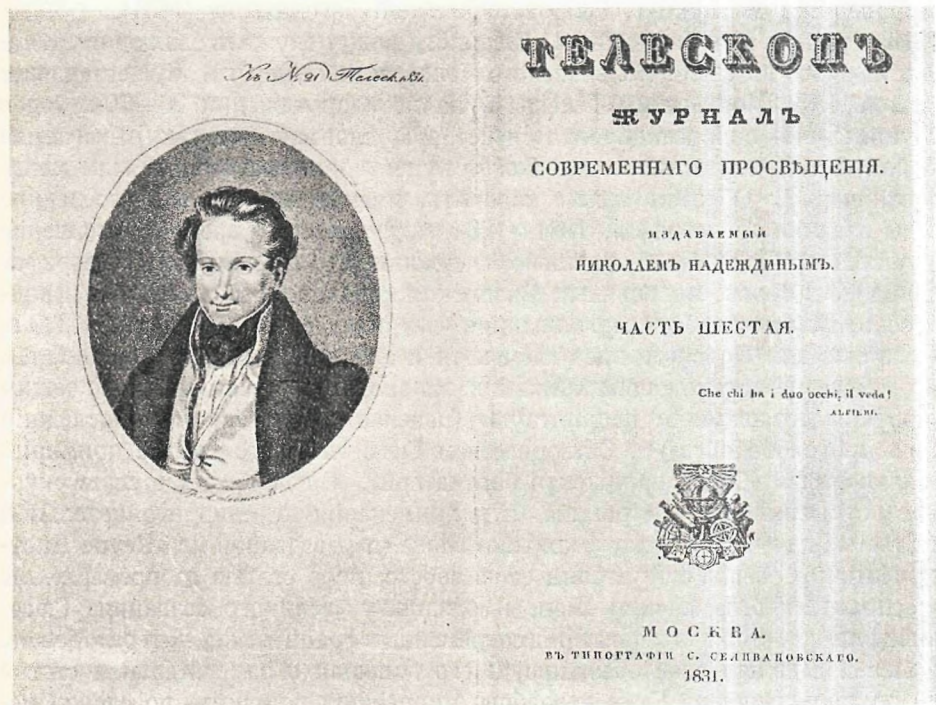 Къ № 21 Телескопа.
ТЕЛЕСКОПЪ
ЖУРНАЛЪ
СОВРЕМЕННАГО ПРОСВѢЩЕНІЯ.
ИЗДАВАЕМЫЙ
НИКОЛАЕМЪ НАДЕЖДИНЫМЪ.
ЧАСТЬ ШЕСТАЯ.
Che chi ha i duo occhi, il veda!
ALFIERI.
МОСКВА.
ВЪ ТИПОГРАФІИ С. СЕЛИВАНОВСКАГО.
1831.